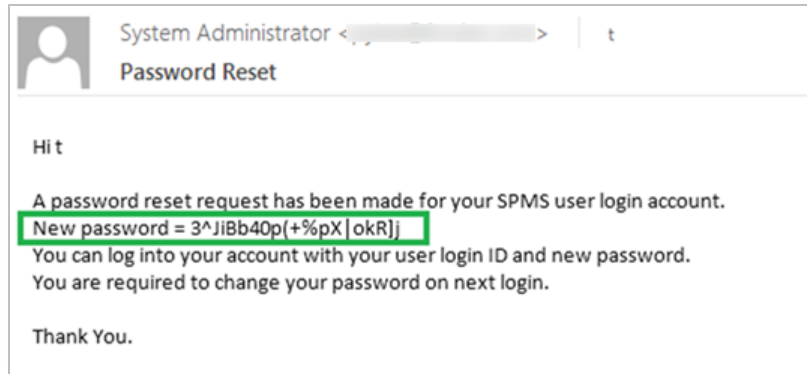 System Administrator < > t
Password Reset
Hi t
A password reset request has been made for your SPMS user login account.
New password = 3^JiBb40p(+%pX|okR]j
You can log into your account with your user login ID and new password.
You are required to change your password on next login.
Thank You.